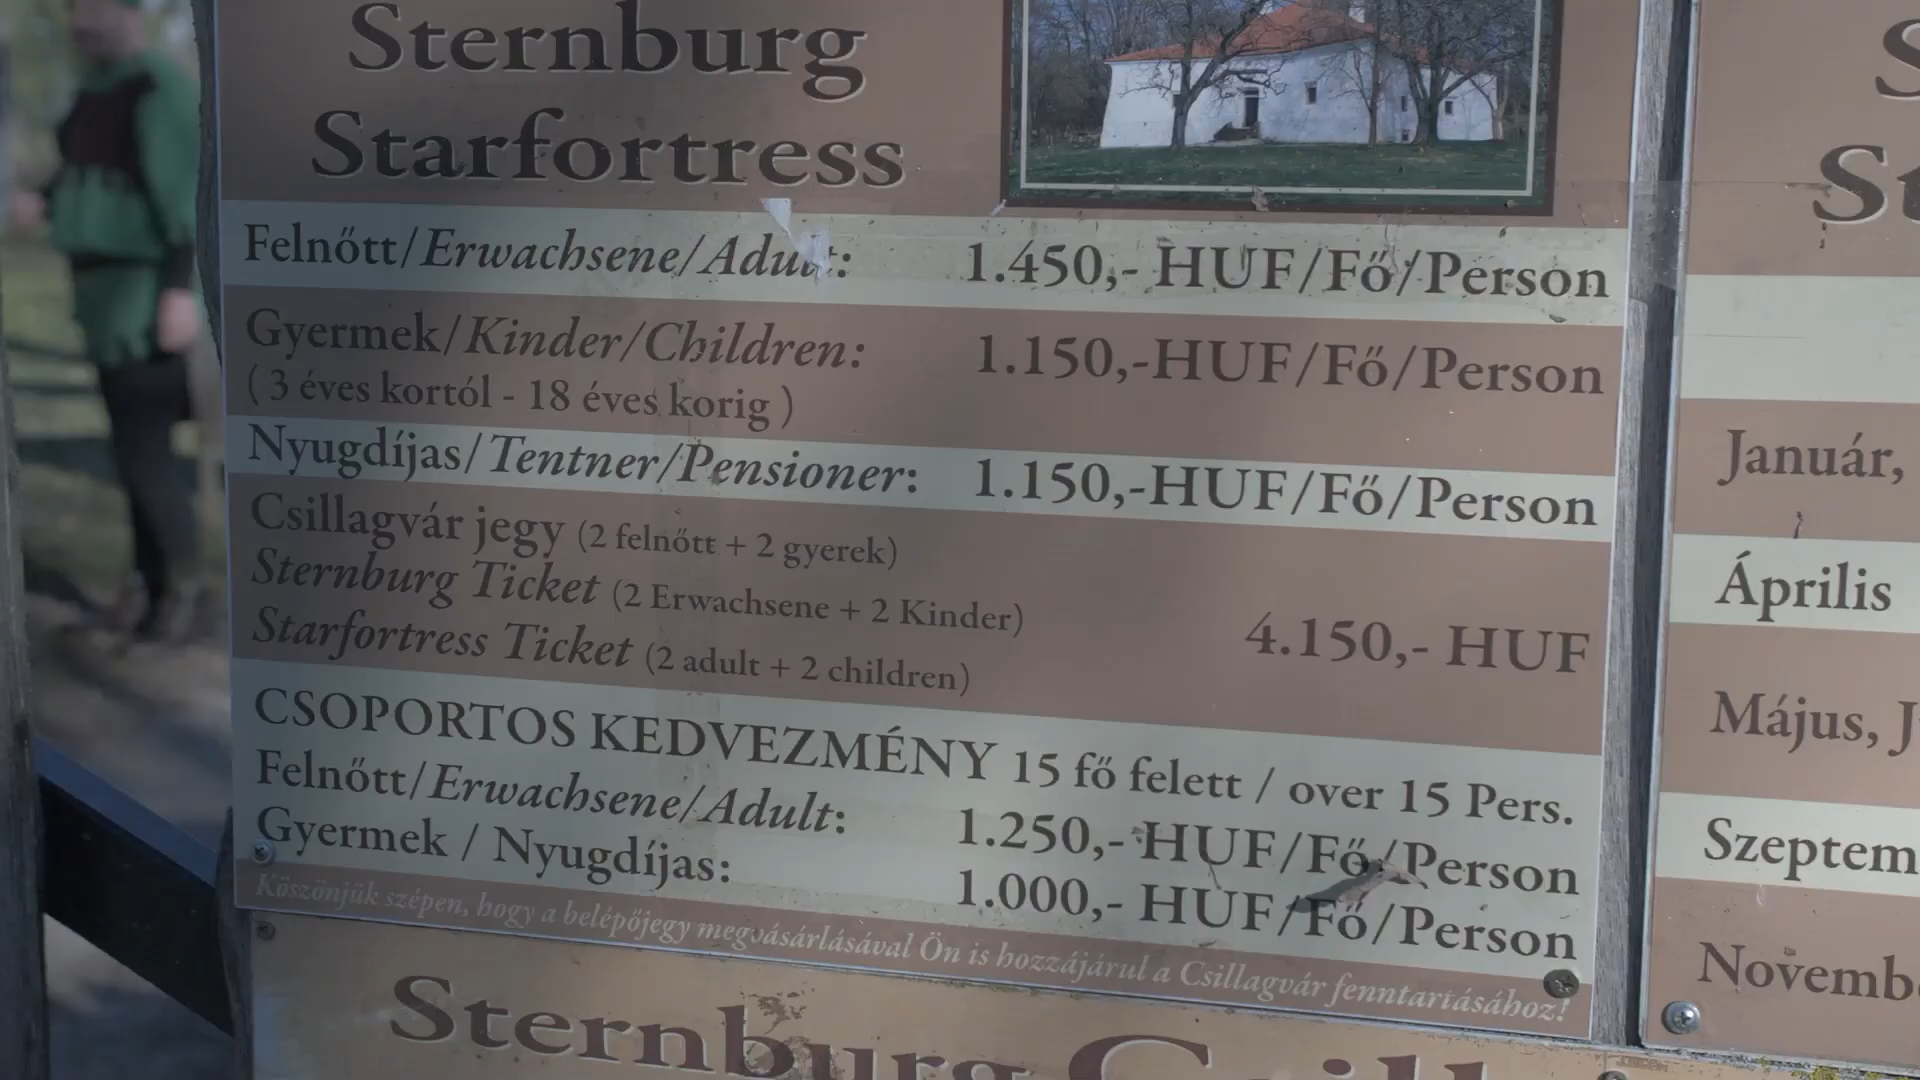 Sternburg
Starfortress
Felnőtt/Erwachsene/Adult: 1.450,- HUF/Fő/Person
Gyermek/Kinder/Children: 1.150,-HUF/Fő/Person
( 3 éves kortól - 18 éves korig )
Nyugdíjas/Tentner/Pensioner: 1.150,-HUF/Fő/Person
Csillagvár jegy (2 felnőtt + 2 gyerek)
Sternburg Ticket (2 Erwachsene + 2 Kinder)
Starfortress Ticket (2 adult + 2 children) 4.150,- HUF
CSOPORTOS KEDVEZMÉNY 15 fő felett / over 15 Pers.
Felnőtt/Erwachsene/Adult: 1.250,- HUF/Fő/Person
Gyermek / Nyugdíjas: 1.000,- HUF/Fő/Person
Köszönjük szépen, hogy a belépőjegy megvásárlásával Ön is hozzájárul a Csillagvár fenntartásához!
Sternburg
Január,
Április
Május, J
Szeptem
Novemb